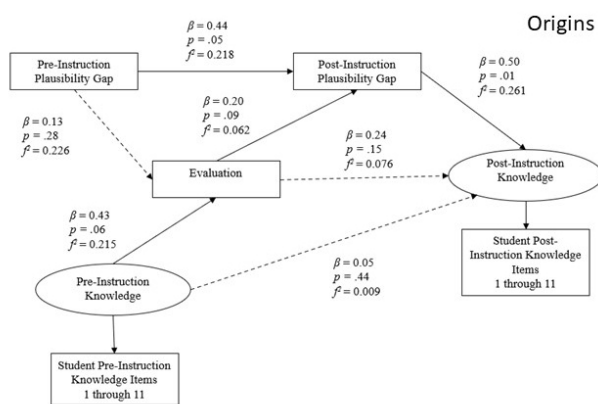 Origins
β = 0.44
p = .05
f² = 0.218
Pre-Instruction
Plausibility Gap
Post-Instruction
Plausibility Gap
β = 0.50
p = .01
f² = 0.261
β = 0.20
p = .09
f² = 0.062
β = 0.13
p = .28
f² = 0.226
β = 0.24
p = .15
f² = 0.076
Evaluation
Post-Instruction
Knowledge
β = 0.43
p = .06
f² = 0.215
Student Post-
Instruction Knowledge
Items
1 through 11
β = 0.05
p = .44
f² = 0.009
Pre-Instruction
Knowledge
Student Pre-Instruction
Knowledge Items
1 through 11